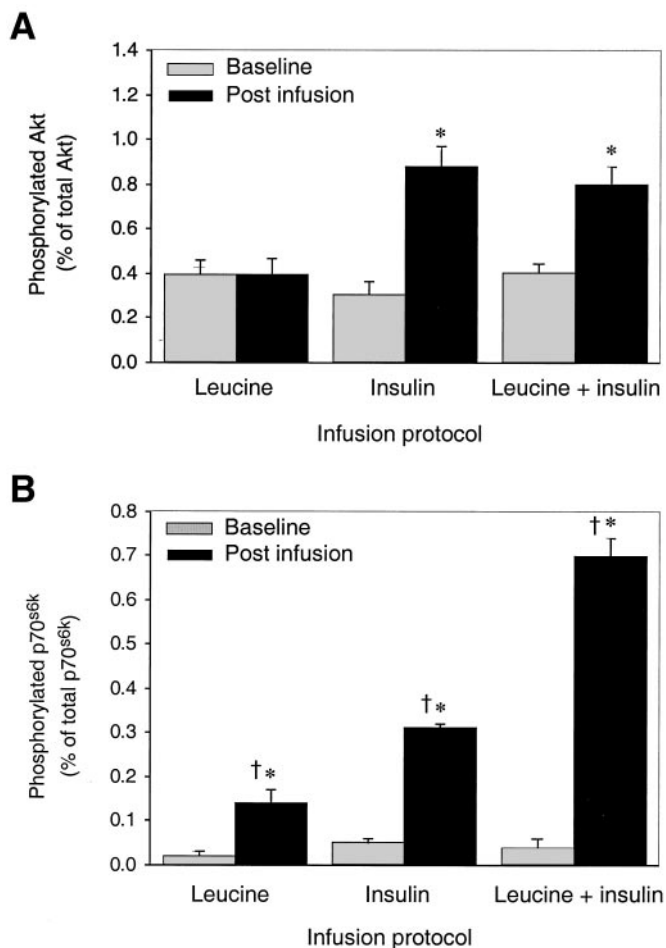 A
1.4
1.2
1.0
0.8
0.6
0.4
0.2
0.0
Phosphorylated Akt
(% of total Akt)
Baseline
Post infusion
*
*
Leucine
Insulin
Leucine + insulin
Infusion protocol
B
0.8
0.7
0.6
0.5
0.4
0.3
0.2
0.1
0.0
Phosphorylated p70s6k
(% of total p70s6k)
Baseline
Post infusion
†*
†*
†*
Leucine
Insulin
Leucine + insulin
Infusion protocol